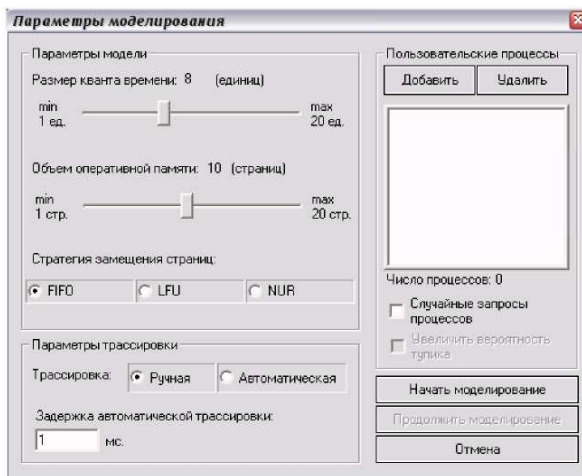 Параметры моделирования
Параметры модели
Размер кванта времени: 8 (единиц)
min
1 ед.
max
20 ед.
Объем оперативной памяти: 10 (страниц)
min
1 стр.
max
20 стр.
Стратегия замещения страниц:
FIFO LFU NUR
Параметры трассировки
Трассировка: Ручная Автоматическая
Задержка автоматической трассировки:
1 мс.
Пользовательские процессы
Добавить Удалить
Число процессов: 0
Случайные запросы
процессов
Увеличить вероятность
тупика
Начать моделирование
Продолжить моделирование
Отмена